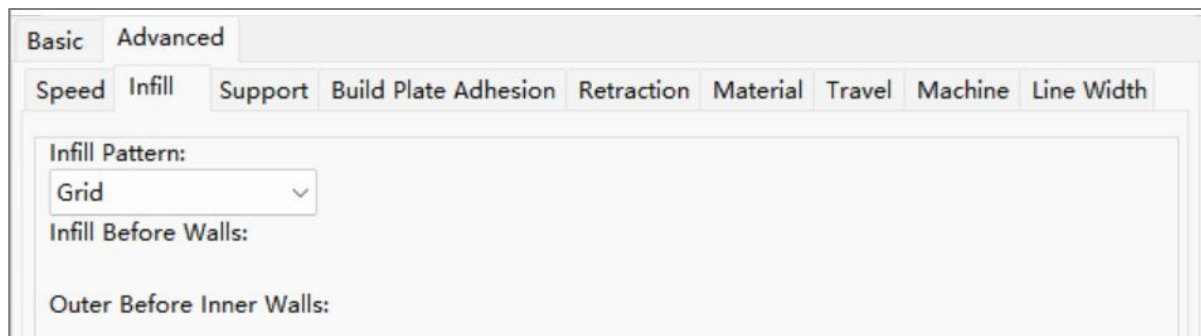 Basic Advanced
Speed Infill Support Build Plate Adhesion Retraction Material Travel Machine Line Width
Infill Pattern:
Grid
Infill Before Walls:
Outer Before Inner Walls: